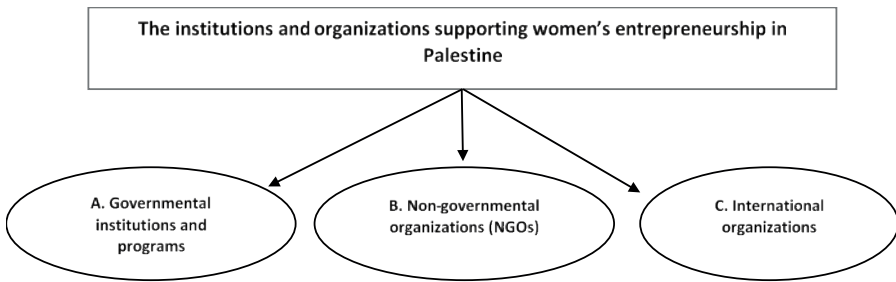 The institutions and organizations supporting women’s entrepreneurship in
Palestine
A. Governmental
institutions and
programs
B. Non-governmental
organizations (NGOs)
C. International
organizations